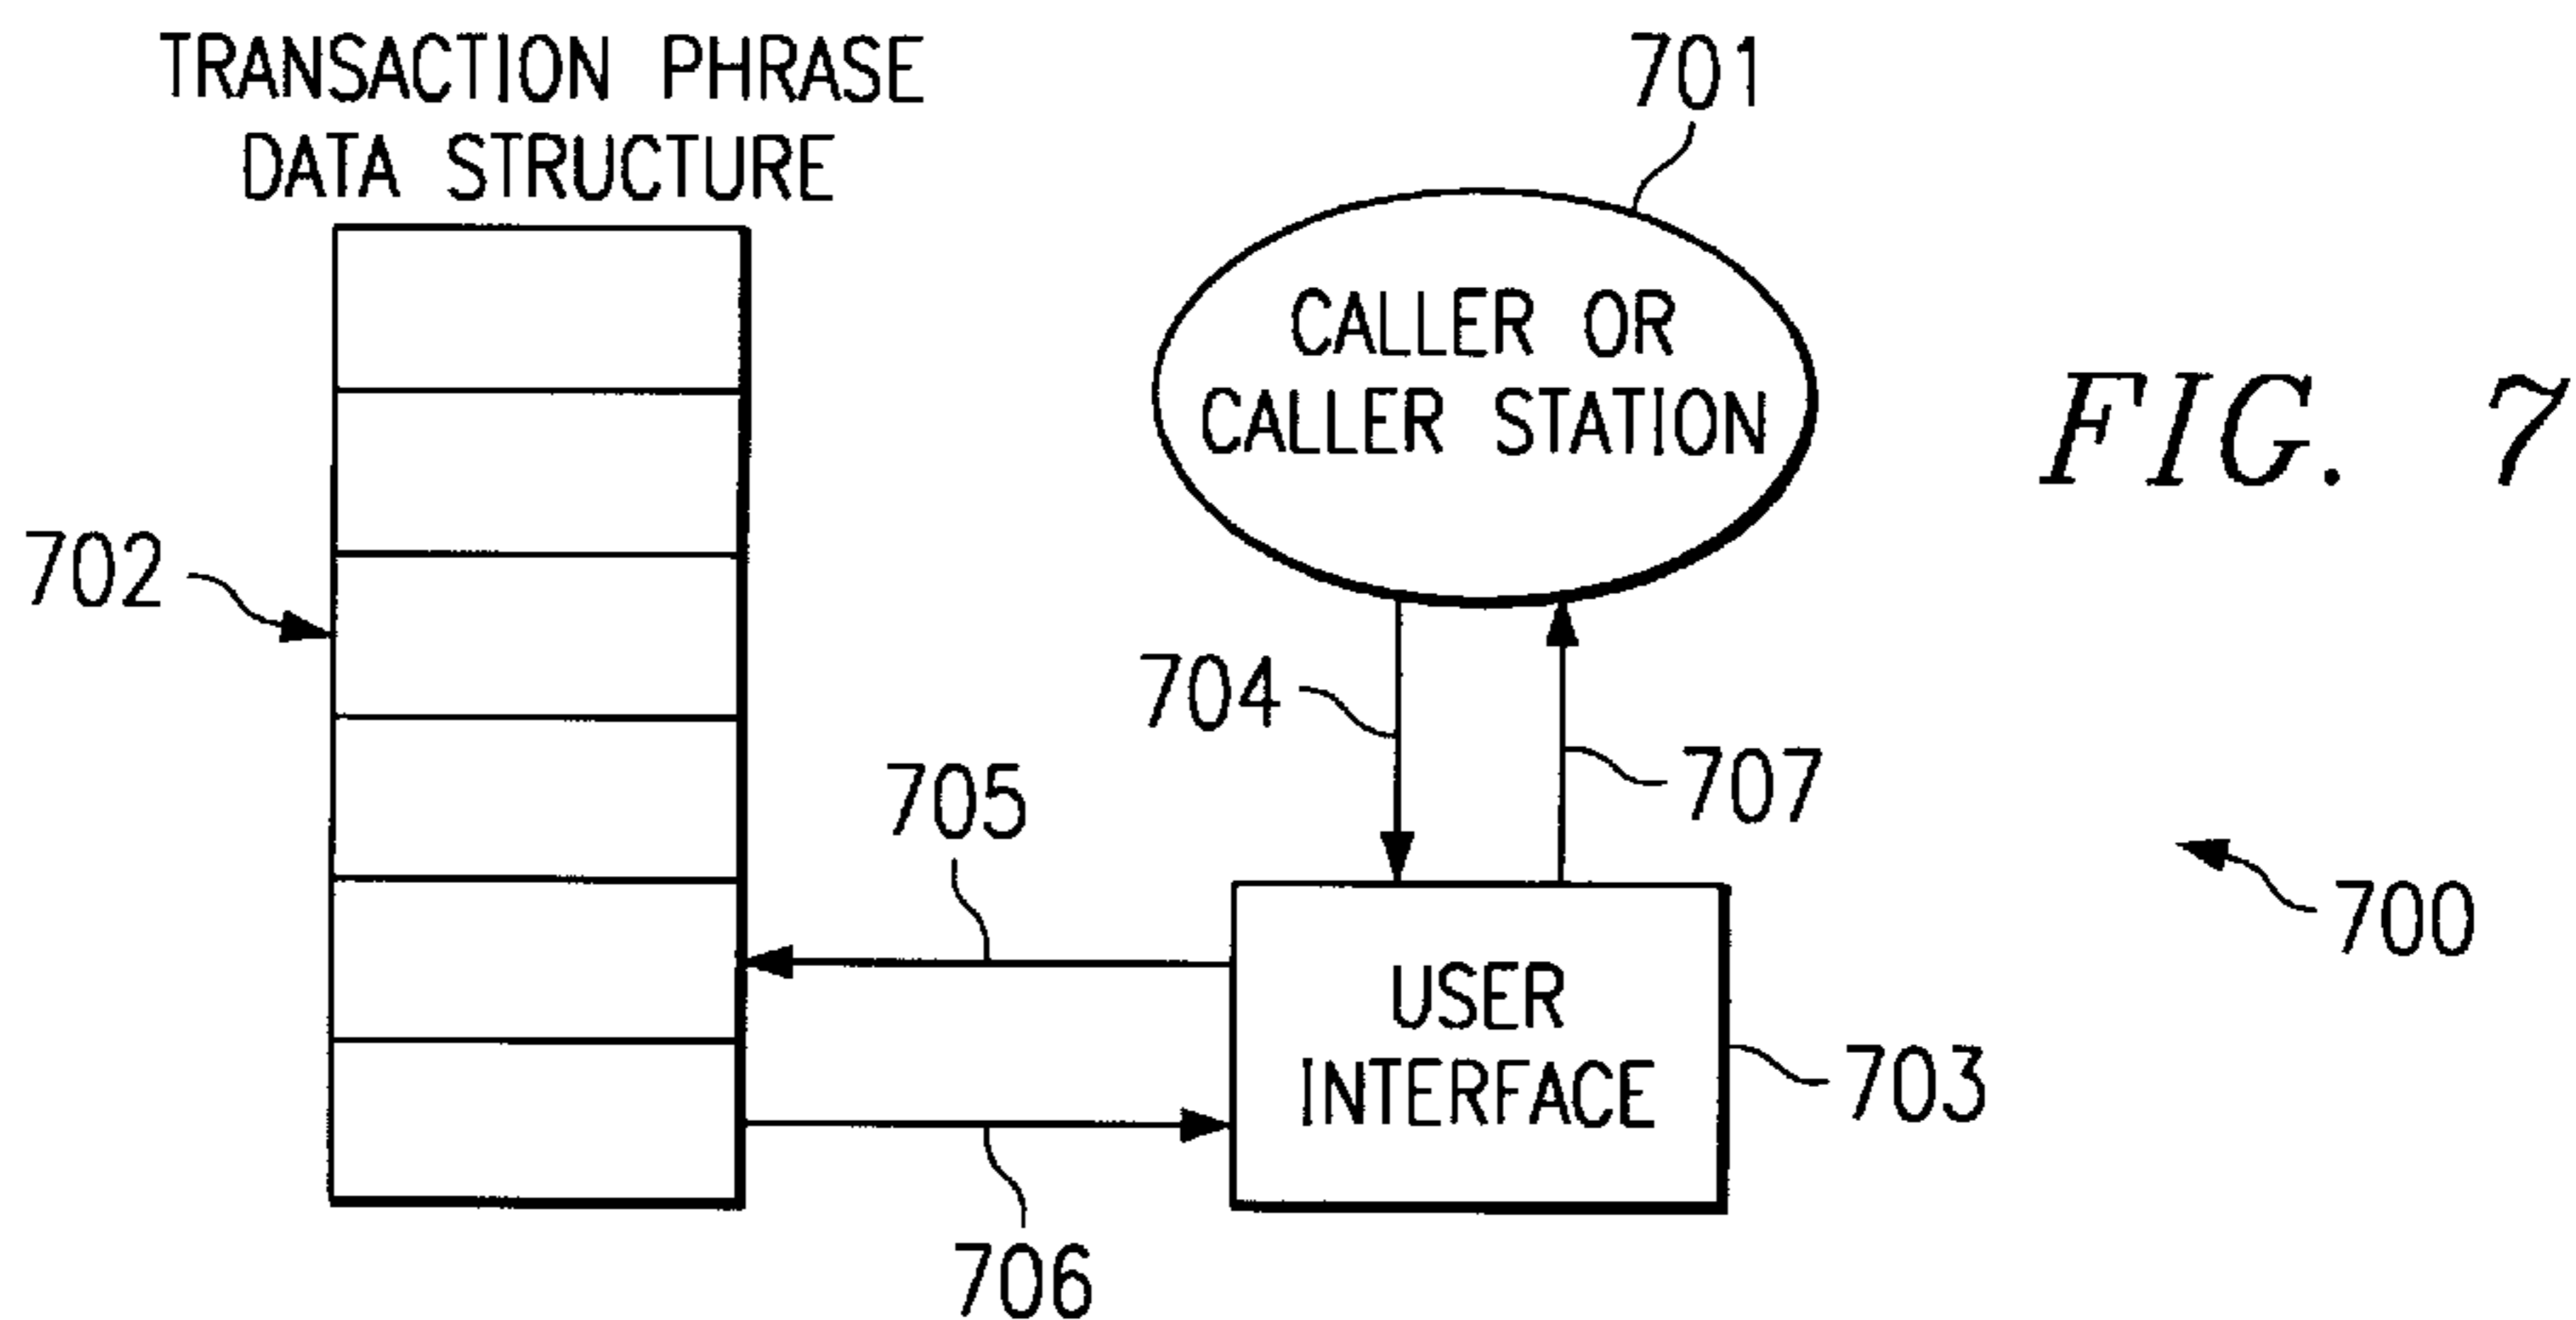 TRANSACTION PHRASE
DATA STRUCTURE
701
CALLER OR
CALLER STATION
FIG. 7
702
704
707
705
700
USER
INTERFACE
703
706